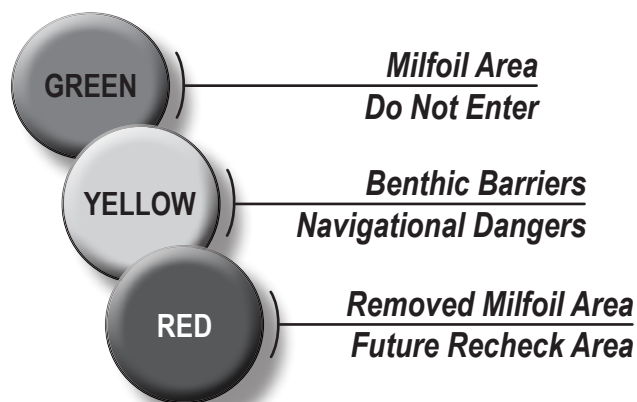 GREEN
Milfoil Area
Do Not Enter
YELLOW
Benthic Barriers
Navigational Dangers
RED
Removed Milfoil Area
Future Recheck Area